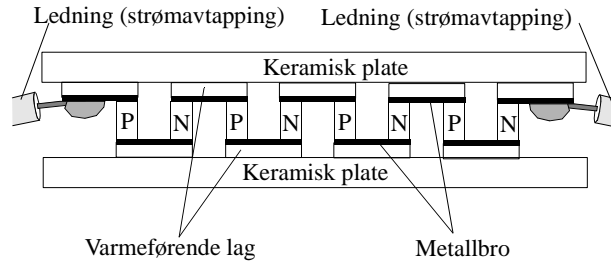 Ledning (strømavtapping)
Ledning (strømavtapping)
Keramisk plate
P N P N P N P N
Keramisk plate
Varmeførende lag
Metallbro